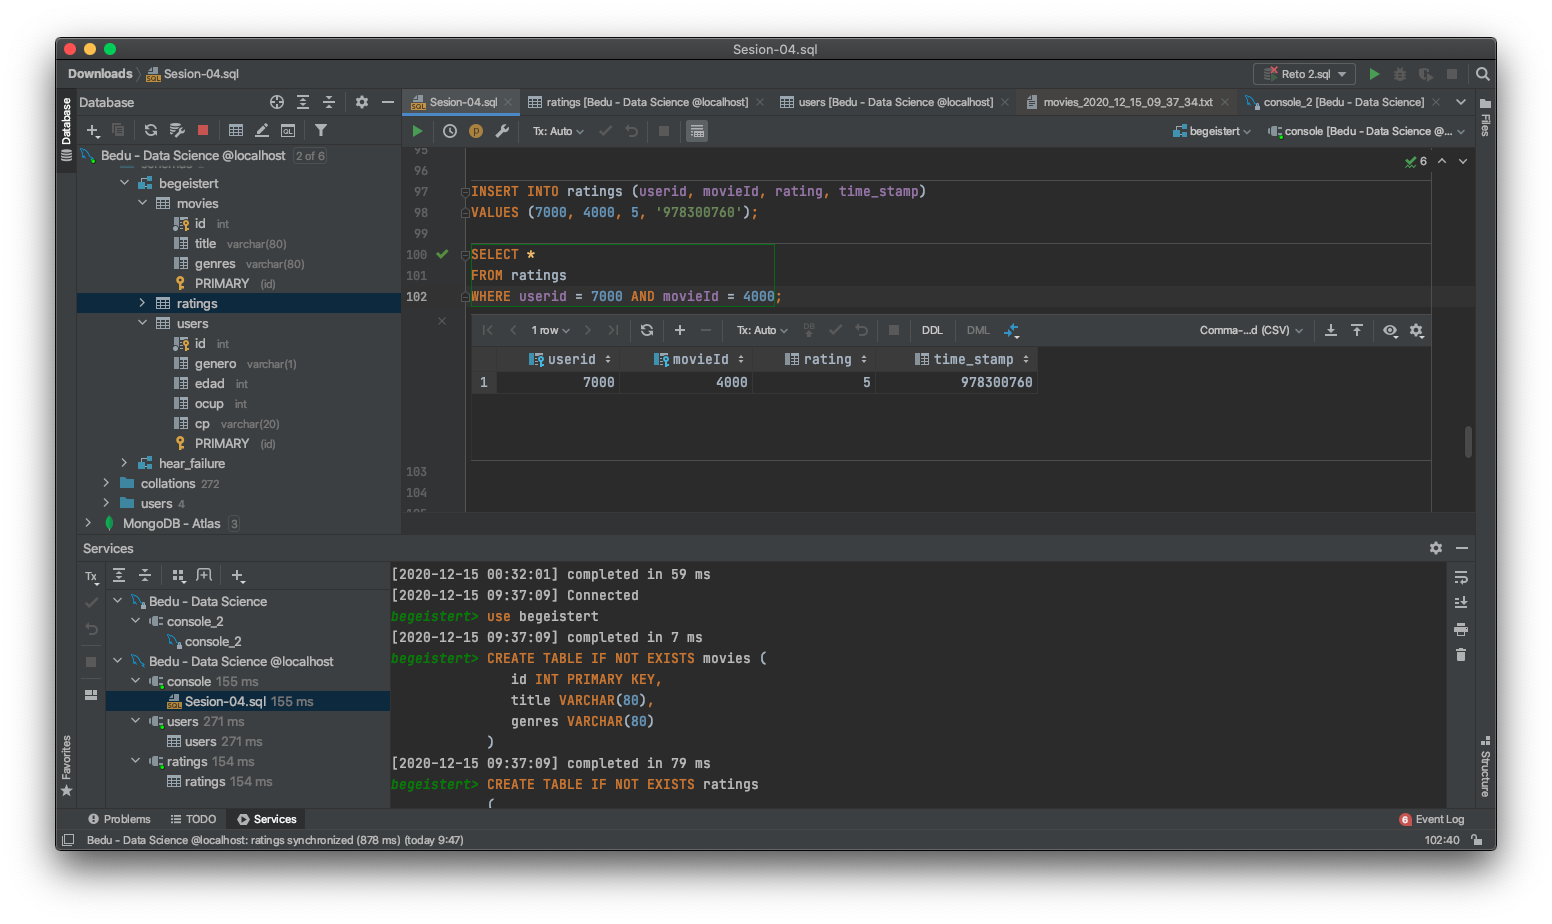 Sesion-04.sql
Downloads
Sesion-04.sql
Reto 2.sql
Database
Database
Sesion-04.sql
ratings [Bedu - Data Science @localhost]
users [Bedu - Data Science @localhost]
movies_2020_12_15_09_37_34.txt
console_2 [Bedu - Data Science]
Files
Tx: Auto
begeistert
console [Bedu - Data Science @...
Bedu - Data Science @localhost 2 of 6
begeistert
movies
id int
title varchar(80)
genres varchar(80)
PRIMARY (id)
ratings
users
id int
genero varchar(1)
edad int
ocup int
cp varchar(20)
PRIMARY (id)
hear_failure
collations 272
users 4
MongoDB - Atlas 3
95
96
6
97 INSERT INTO ratings (userid, movieId, rating, time_stamp)
98 VALUES (7000, 4000, 5, '978300760');
99
100 SELECT *
101 FROM ratings
102 WHERE userid = 7000 AND movieId = 4000;
1 row
Tx: Auto
DB
DDL
DML
Comma-...d (CSV)
userid movieId rating time_stamp
1 7000 4000 5 978300760
103
104
Services
Tx
Bedu - Data Science
console_2
console_2
Bedu - Data Science @localhost
console 155 ms
Sesion-04.sql 155 ms
users 271 ms
users 271 ms
ratings 154 ms
ratings 154 ms
[2020-12-15 00:32:01] completed in 59 ms
[2020-12-15 09:37:09] Connected
begeistert> use begeistert
[2020-12-15 09:37:09] completed in 7 ms
begeistert> CREATE TABLE IF NOT EXISTS movies (
id INT PRIMARY KEY,
title VARCHAR(80),
genres VARCHAR(80)
)
[2020-12-15 09:37:09] completed in 79 ms
begeistert> CREATE TABLE IF NOT EXISTS ratings
(
Favorites
Structure
Problems
TODO
Services
6 Event Log
Bedu - Data Science @localhost: ratings synchronized (878 ms) (today 9:47)
102:40